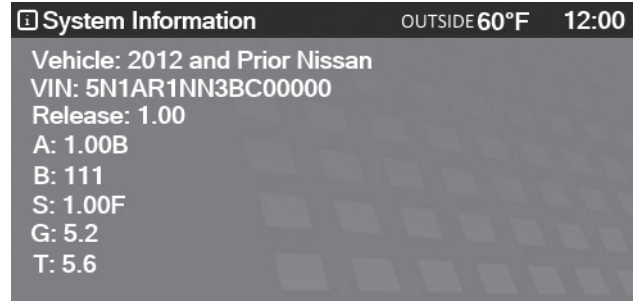 i System Information OUTSIDE 60°F 12:00
Vehicle: 2012 and Prior Nissan
VIN: 5N1AR1NN3BC00000
Release: 1.00
A: 1.00B
B: 111
S: 1.00F
G: 5.2
T: 5.6